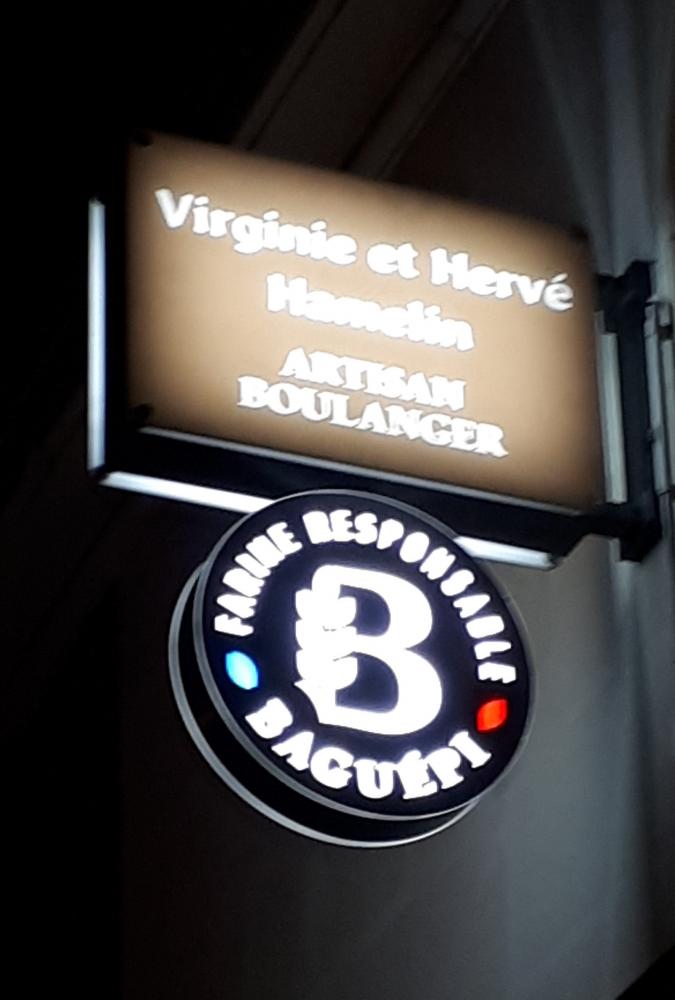 Virginie et Hervé
Hamelin
ARTISAN
BOULANGER
FARINE RESPONSABLE
B
BAGUÉPI